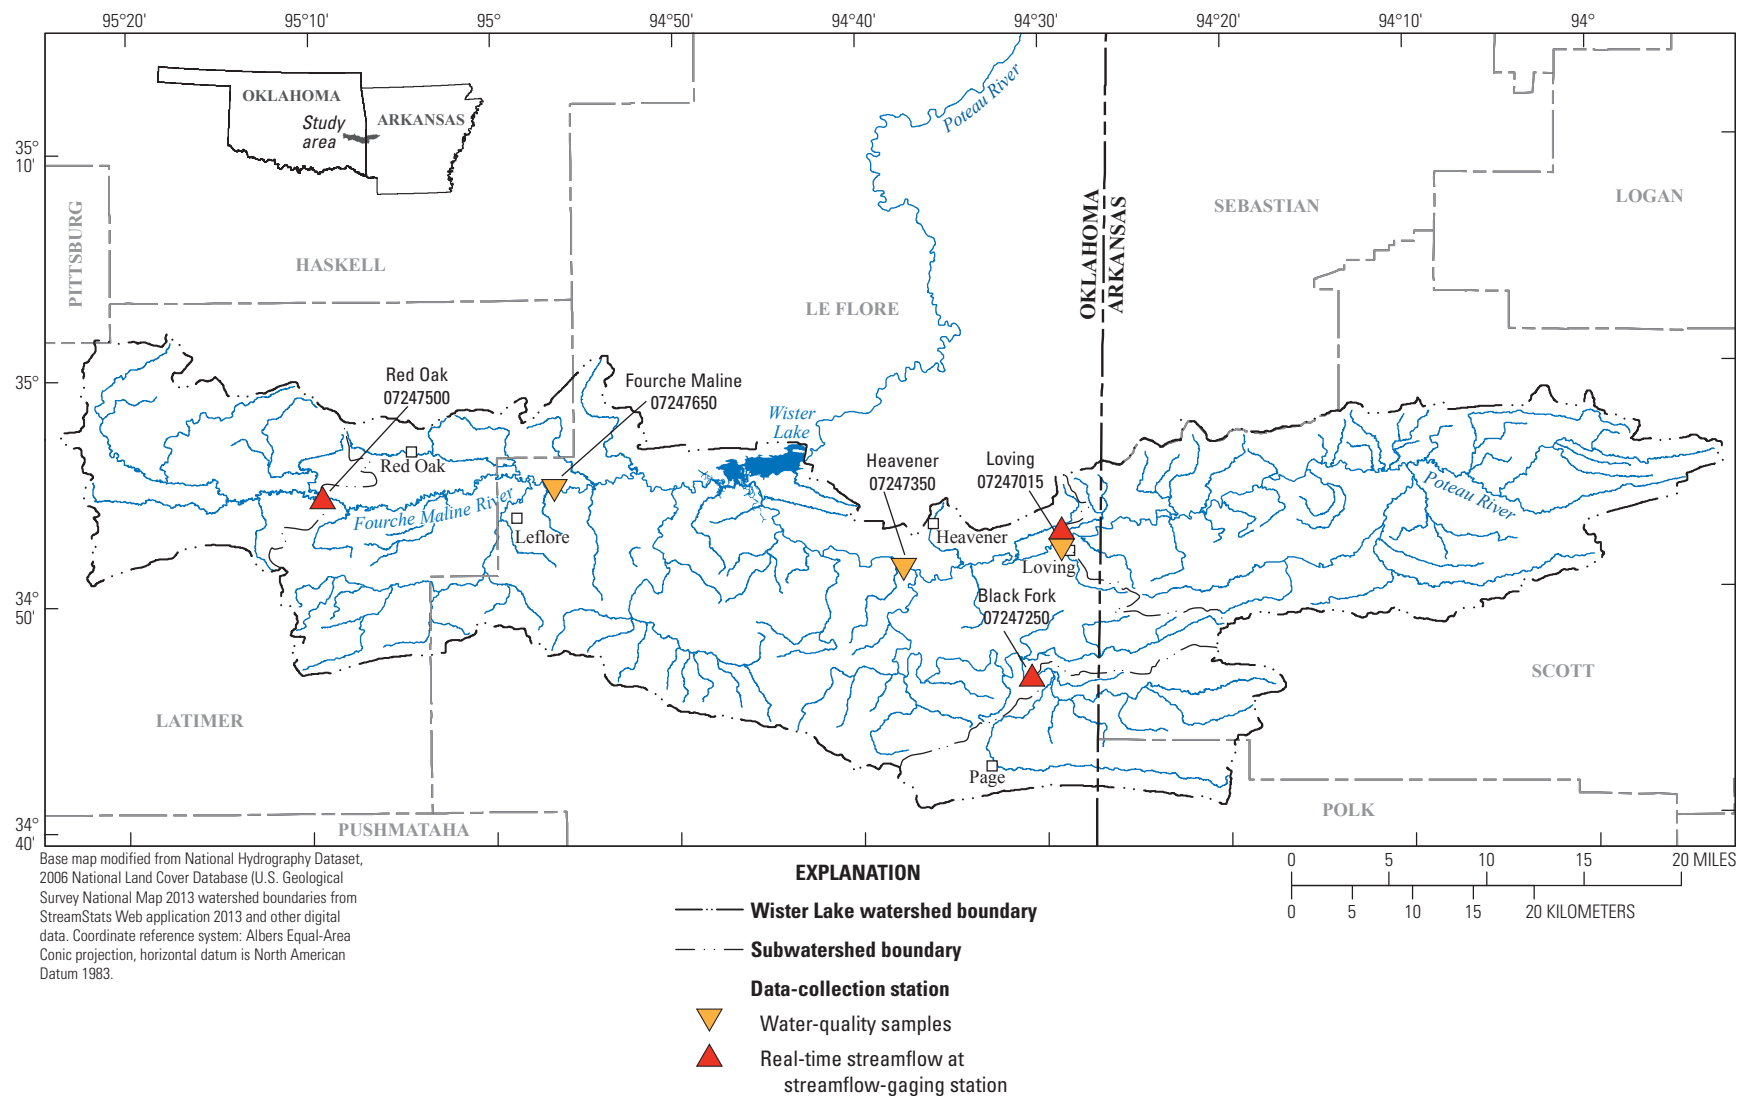 95°20'
95°10'
95°
94°50'
94°40'
94°30'
94°20'
94°10'
94°
35°
10'
35°
34°
50'
34°
40'
OKLAHOMA
ARKANSAS
Study
area
Poteau River
PITTSBURG
HASKELL
LE FLORE
OKLAHOMA
ARKANSAS
SEBASTIAN
LOGAN
Red Oak
07247500
Fourche Maline
07247650
Wister
Lake
Heavener
07247350
Loving
07247015
Red Oak
Fourche Maline River
Leflore
Heavener
Loving
Poteau River
Black Fork
07247250
SCOTT
LATIMER
Page
POLK
PUSHMATAHA
Base map modified from National Hydrography Dataset,
2006 National Land Cover Database (U.S. Geological
Survey National Map 2013 watershed boundaries from
StreamStats Web application 2013 and other digital
data. Coordinate reference system: Albers Equal-Area
Conic projection, horizontal datum is North American
Datum 1983.
EXPLANATION
Wister Lake watershed boundary
Subwatershed boundary
Data-collection station
Water-quality samples
Real-time streamflow at
streamflow-gaging station
0 5 10 15 20 MILES
0 5 10 15 20 KILOMETERS